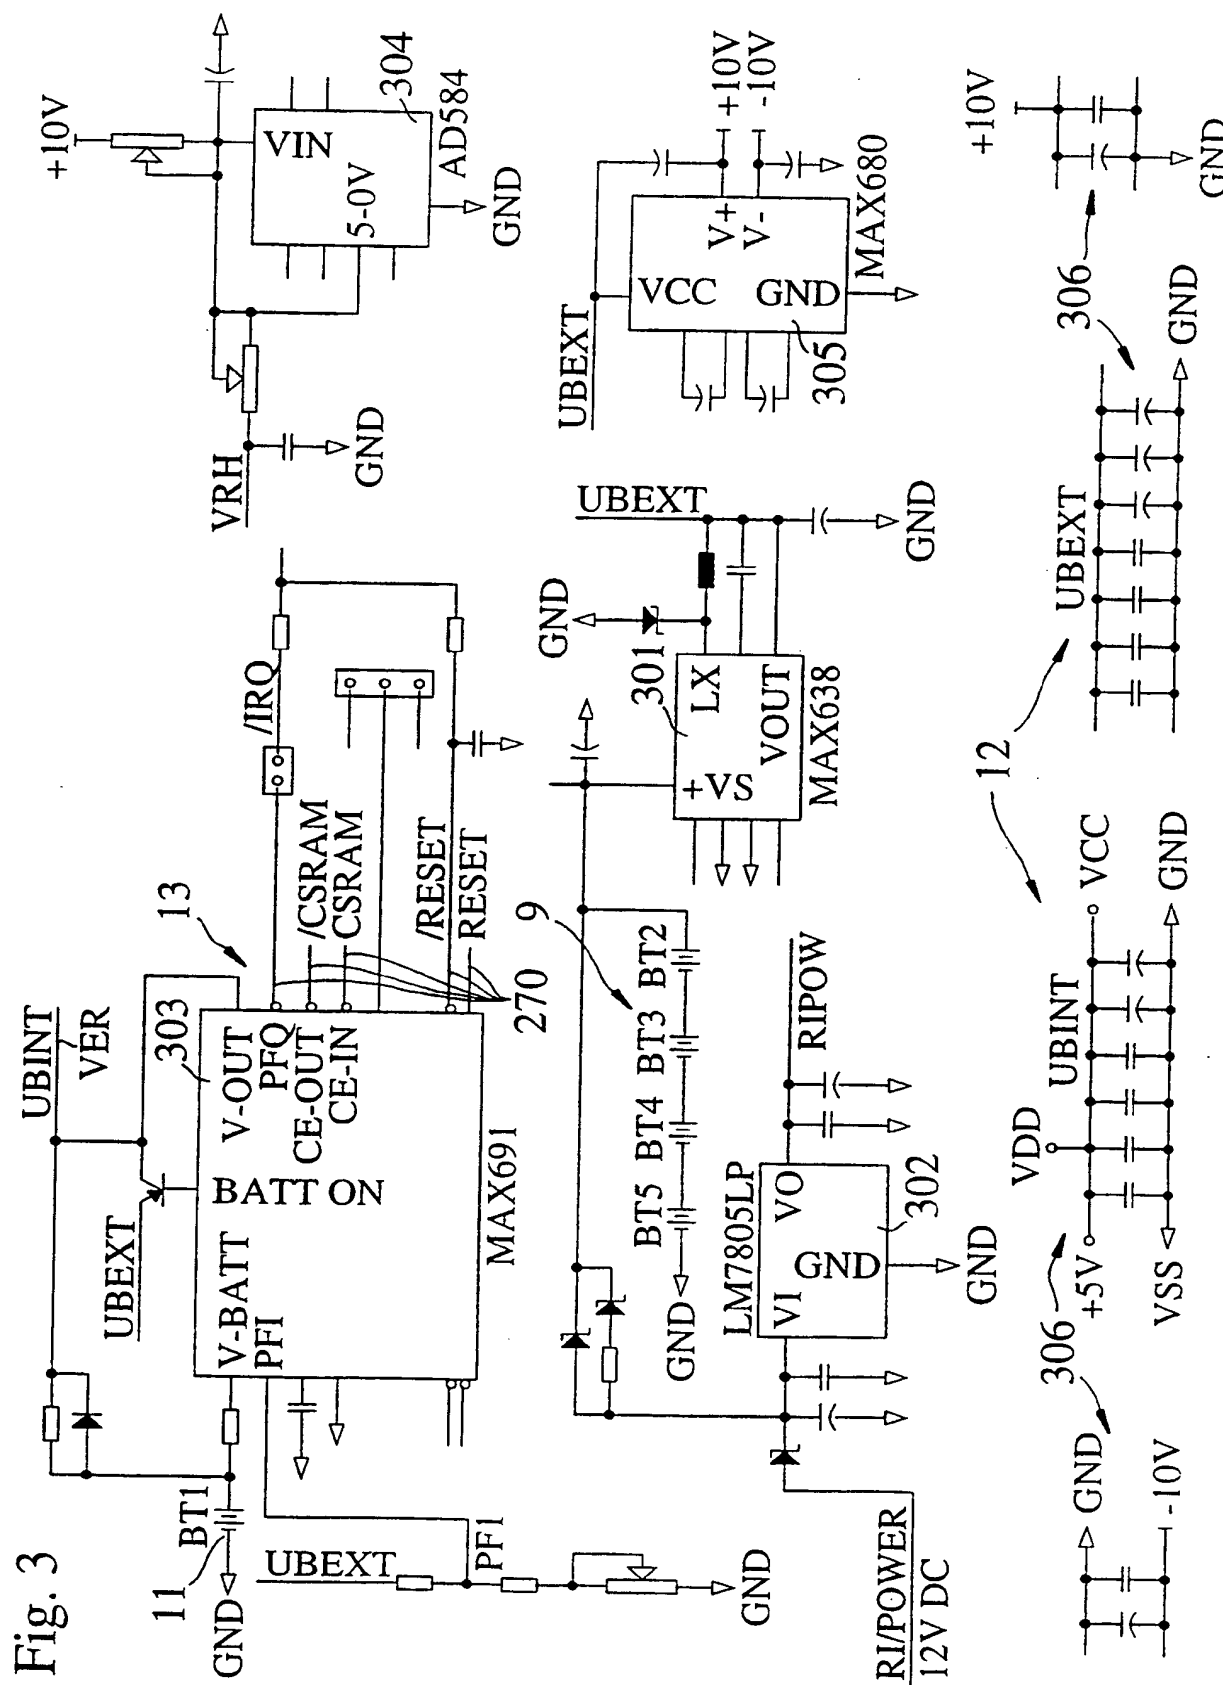 Fig. 3
11
BT1
GND
UBINT
VER
UBEXT
303
13
V-BATT
PFI
BATT ON
V-OUT
PFQ
CE-OUT
CE-IN
MAX691
270
/IRQ
/CSRAM
CSRAM
/RESET
RESET
UBEXT
PF1
GND
VRH
GND
+10V
VIN
5-0V
304
AD584
GND
RI/POWER
12V DC
GND
BT5
BT4
BT3
BT2
9
LM7805LP
VI
VO
GND
302
GND
RIPOW
GND
301
UBEXT
+VS
LX
VOUT
MAX638
GND
UBEXT
VCC
V+
V-
GND
305
MAX680
+10V
-10V
GND
-10V
306
+5V
VDD
UBINT
VCC
VSS
GND
12
UBEXT
GND
306
+10V
GND